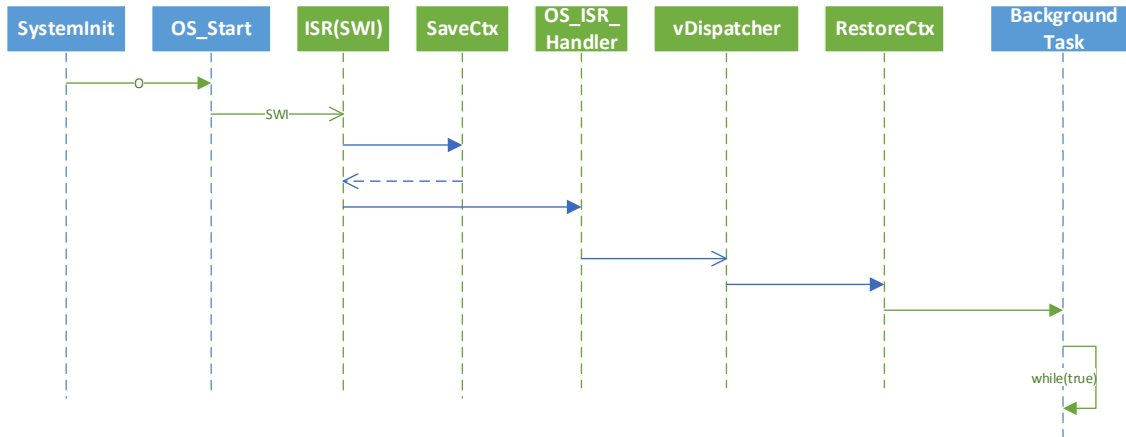 SystemInit
OS_Start
ISR(SWI)
SaveCtx
OS_ISR_
Handler
vDispatcher
RestoreCtx
Background
Task
O
SWI
while(true)